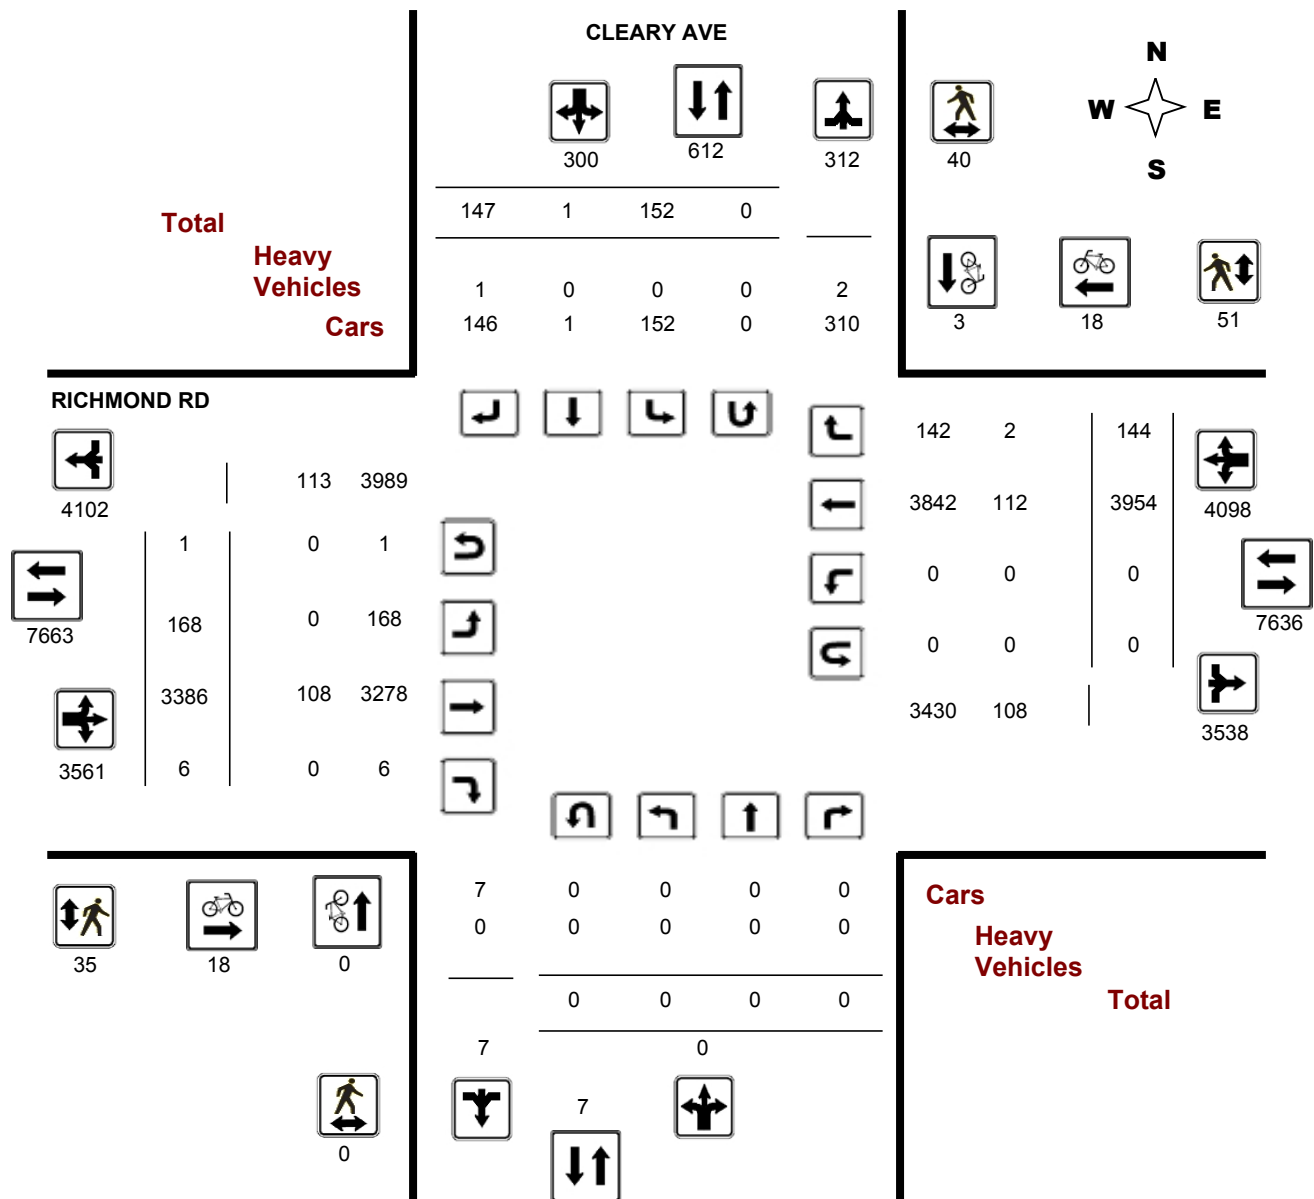 CLEARY AVE
N
W E
S
300
612
312
40
147 1 152 0
Total
Heavy
Vehicles
1 0 0 0 2
Cars
146 1 152 0 310
3
18
51
RICHMOND RD
142 2 144
113 3989
4102
3842 112 3954
4098
1 0 1
0 0 0
168 0 168
7663
7636
0 0 0
3386 108 3278
3430 108
3538
3561
6 0 6
7 0 0 0 0
Cars
0 0 0 0 0
Heavy
Vehicles
35
18
0
0 0 0 0
Total
7 0
7
0